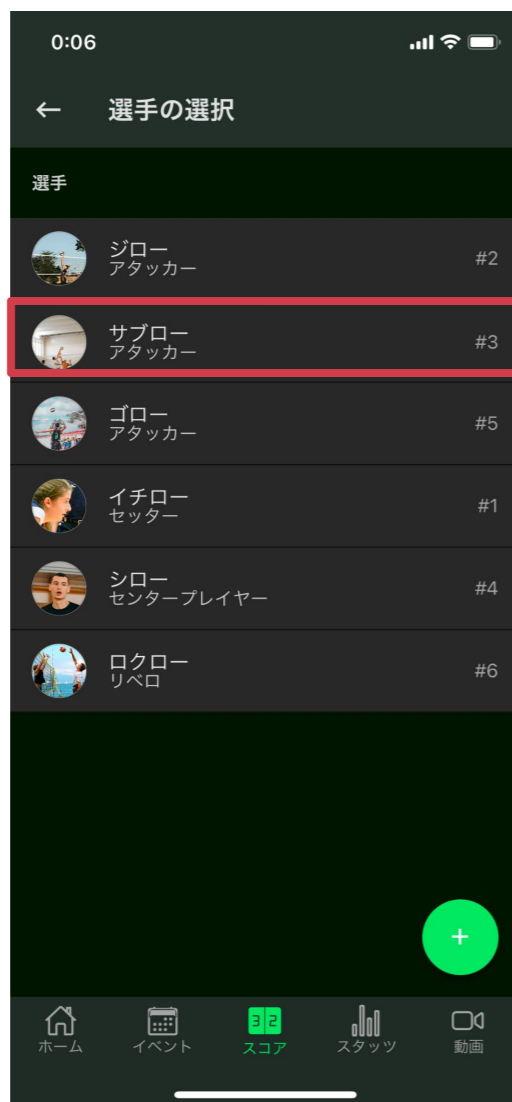 0:06
選手の選択
選手
ジロー
アタッカー
#2
サブロー
アタッカー
#3
ゴロー
アタッカー
#5
イチロー
セッター
#1
シロー
センタープレイヤー
#4
ロクロー
リベロ
#6
+
32
ホーム
イベント
スコア
スタッツ
動画